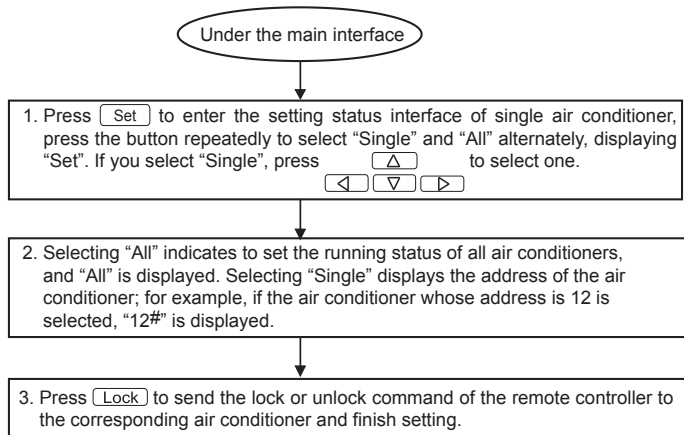 Under the main interface
1. Press Set to enter the setting status interface of single air conditioner,
press the button repeatedly to select “Single” and “All” alternately, displaying
“Set”. If you select “Single”, press △ to select one.
◁ ▽ ▷
2. Selecting “All” indicates to set the running status of all air conditioners,
and “All” is displayed. Selecting “Single” displays the address of the air
conditioner; for example, if the air conditioner whose address is 12 is
selected, “12#” is displayed.
3. Press Lock to send the lock or unlock command of the remote controller to
the corresponding air conditioner and finish setting.